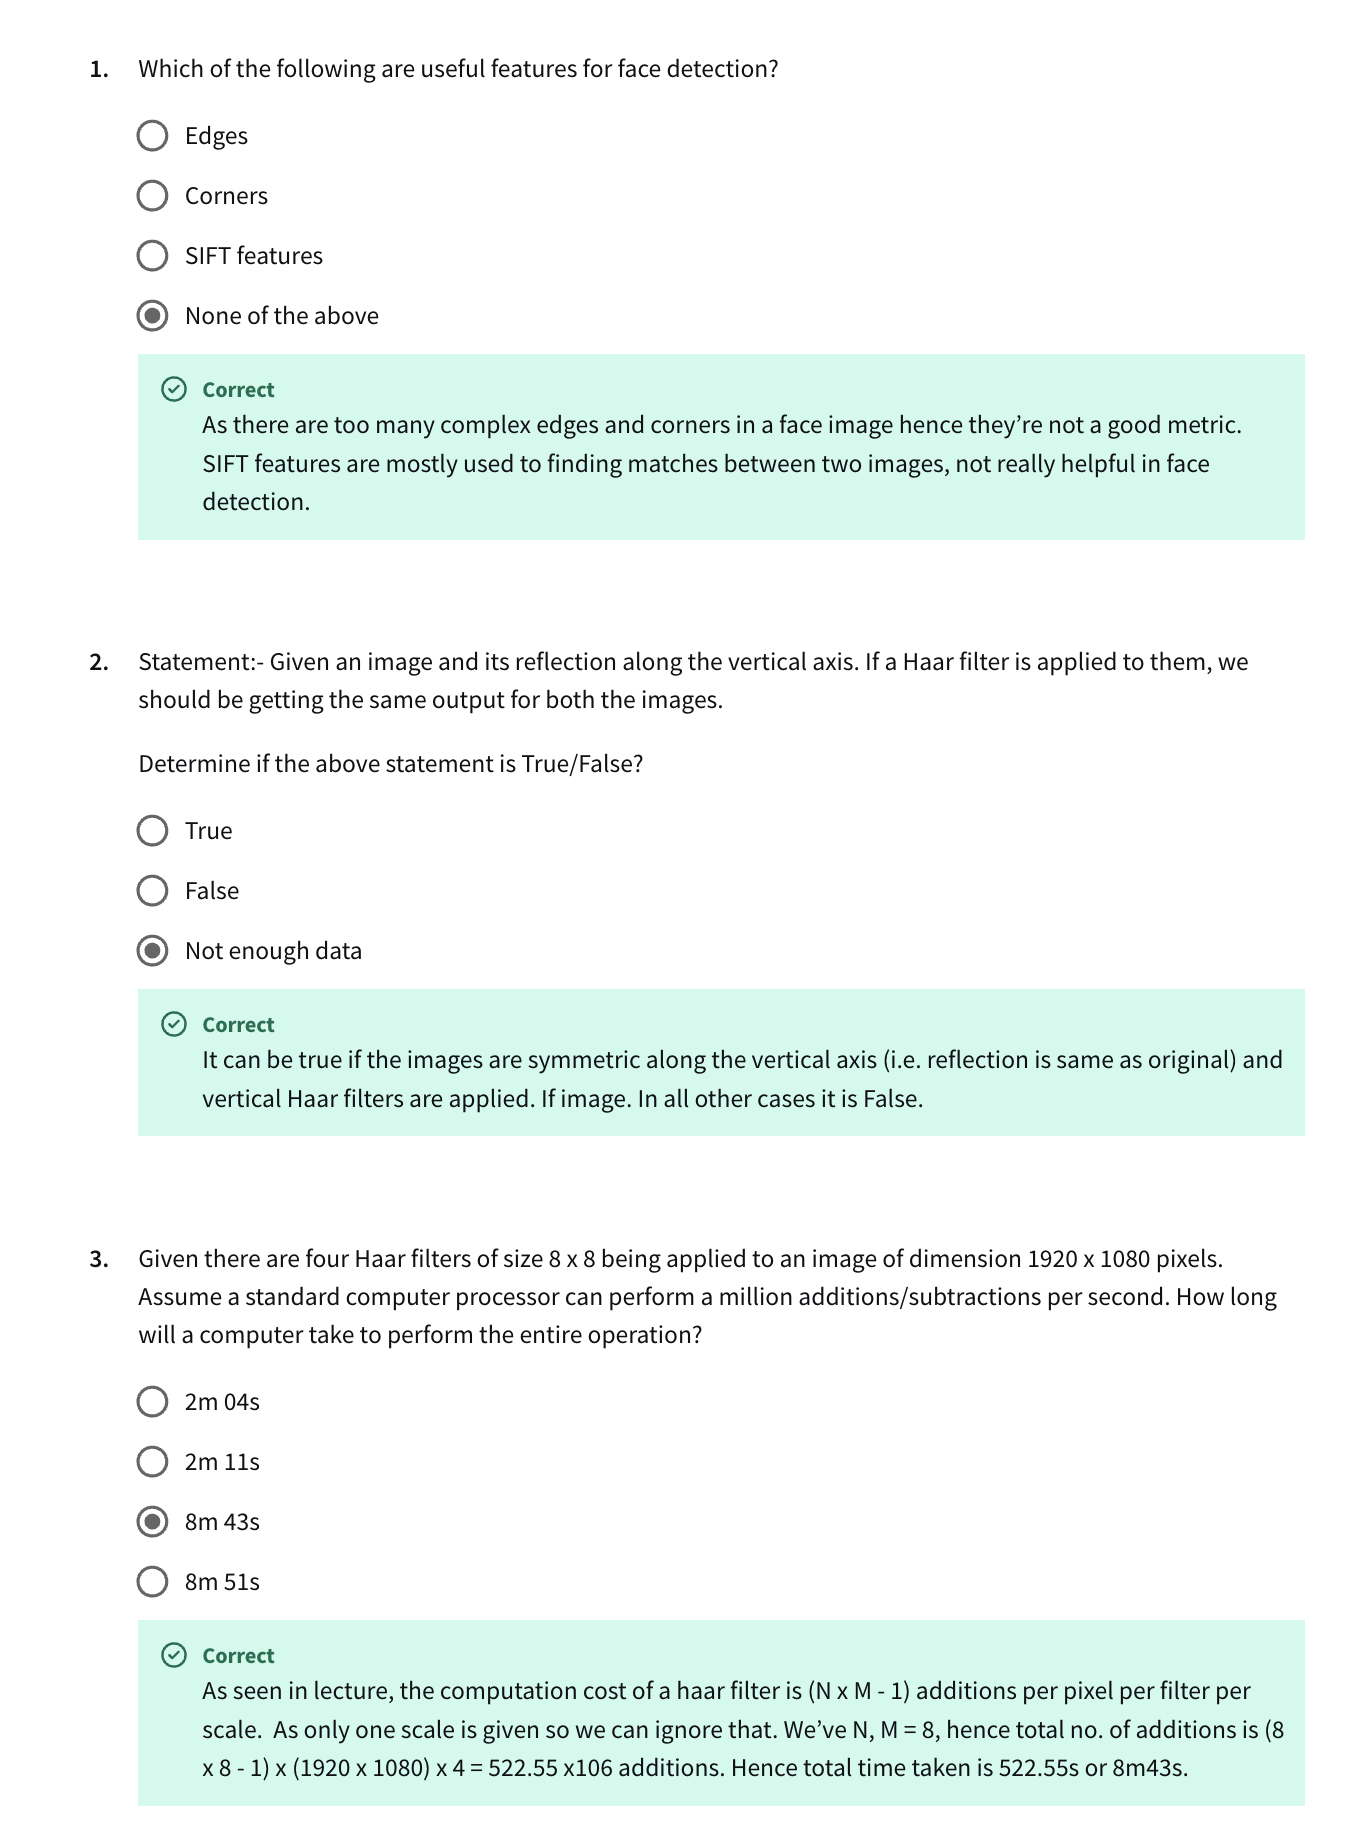 1. Which of the following are useful features for face detection?
Edges
Corners
SIFT features
None of the above
Correct
As there are too many complex edges and corners in a face image hence they’re not a good metric.
SIFT features are mostly used to finding matches between two images, not really helpful in face
detection.
2. Statement:- Given an image and its reflection along the vertical axis. If a Haar filter is applied to them, we
should be getting the same output for both the images.
Determine if the above statement is True/False?
True
False
Not enough data
Correct
It can be true if the images are symmetric along the vertical axis (i.e. reflection is same as original) and
vertical Haar filters are applied. If image. In all other cases it is False.
3. Given there are four Haar filters of size 8 x 8 being applied to an image of dimension 1920 x 1080 pixels.
Assume a standard computer processor can perform a million additions/subtractions per second. How long
will a computer take to perform the entire operation?
2m 04s
2m 11s
8m 43s
8m 51s
Correct
As seen in lecture, the computation cost of a haar filter is (N x M - 1) additions per pixel per filter per
scale.  As only one scale is given so we can ignore that. We’ve N, M = 8, hence total no. of additions is (8
x 8 - 1) x (1920 x 1080) x 4 = 522.55 x106 additions. Hence total time taken is 522.55s or 8m43s.